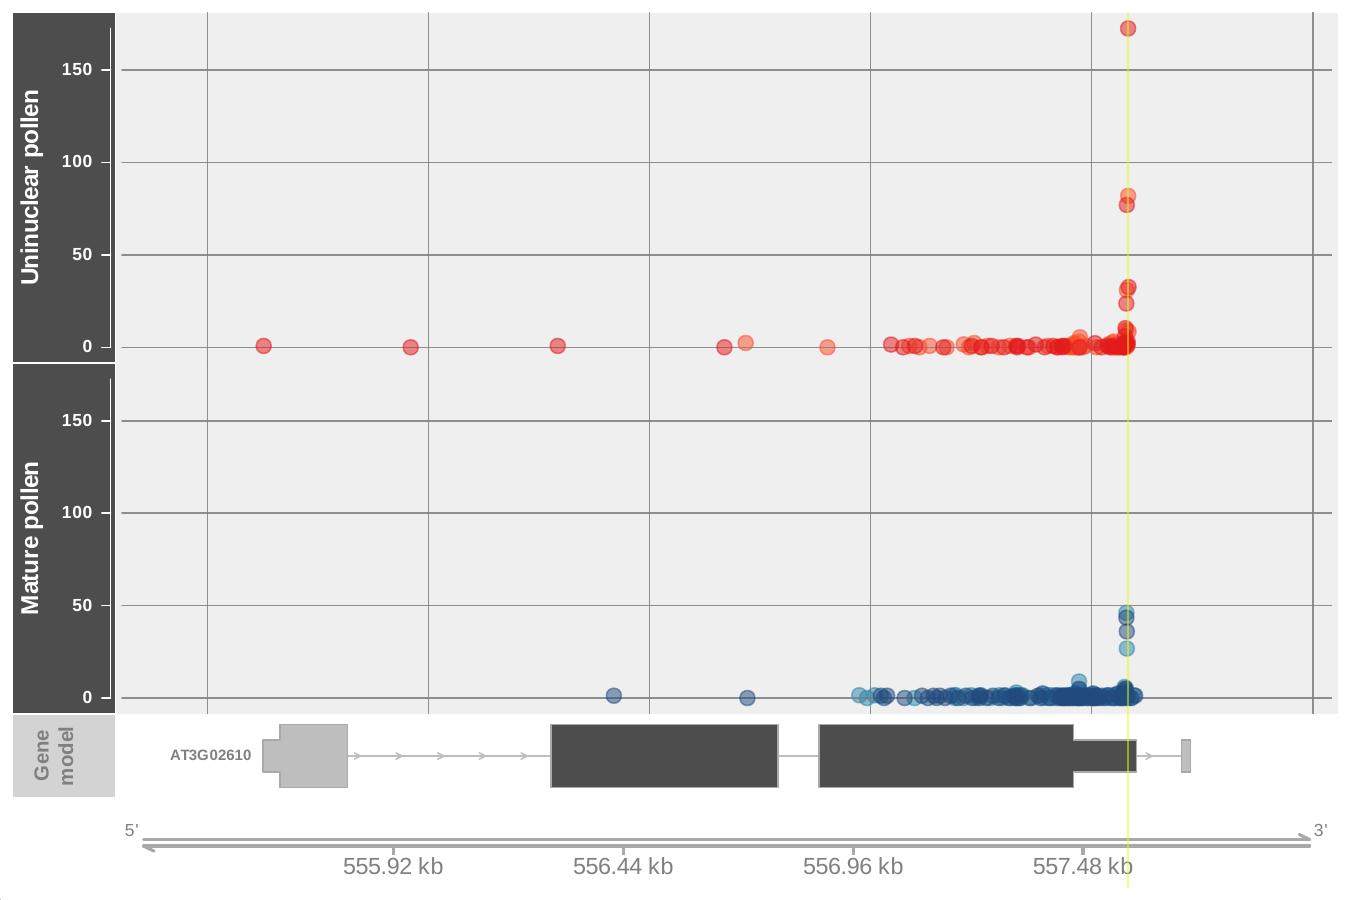 Uninuclear pollen
150
100
50
0
Mature pollen
150
100
50
0
Gene
model
AT3G02610
5'
3'
555.92 kb
556.44 kb
556.96 kb
557.48 kb